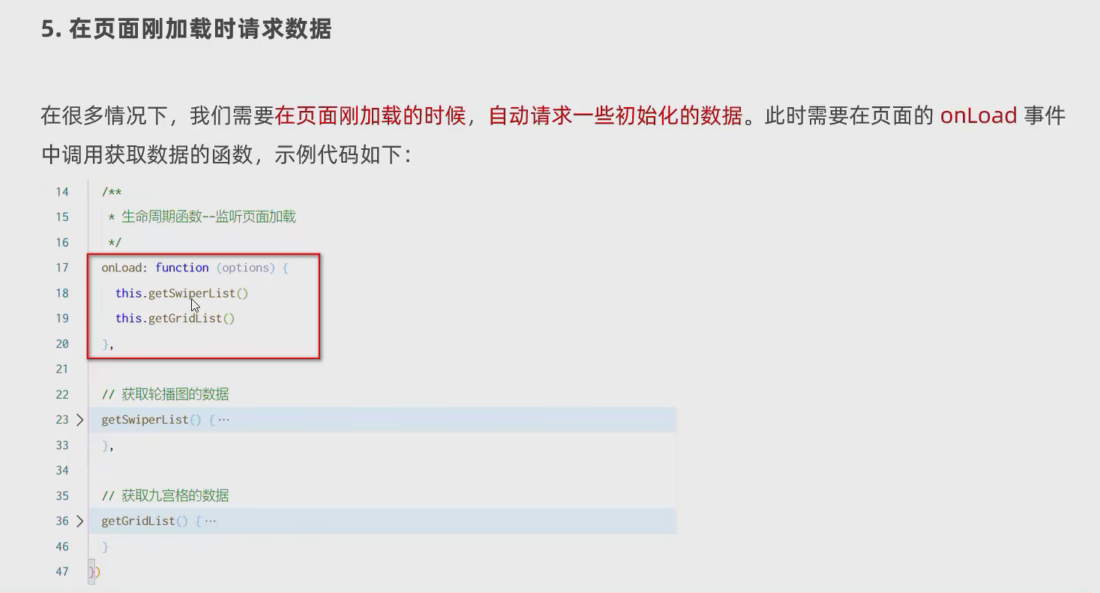 5. 在页面刚加载时请求数据
在很多情况下，我们需要在页面刚加载的时候，自动请求一些初始化的数据。此时需要在页面的 onLoad 事件
中调用获取数据的函数，示例代码如下：
14 /**
15 * 生命周期函数--监听页面加载
16 */
17 onLoad: function (options) {
18 this.getSwiperList()
19 this.getGridList()
20 },
21
22 // 获取轮播图的数据
23 > getSwiperList() {…
33 },
34
35 // 获取九宫格的数据
36 > getGridList() {…
46 }
47 })